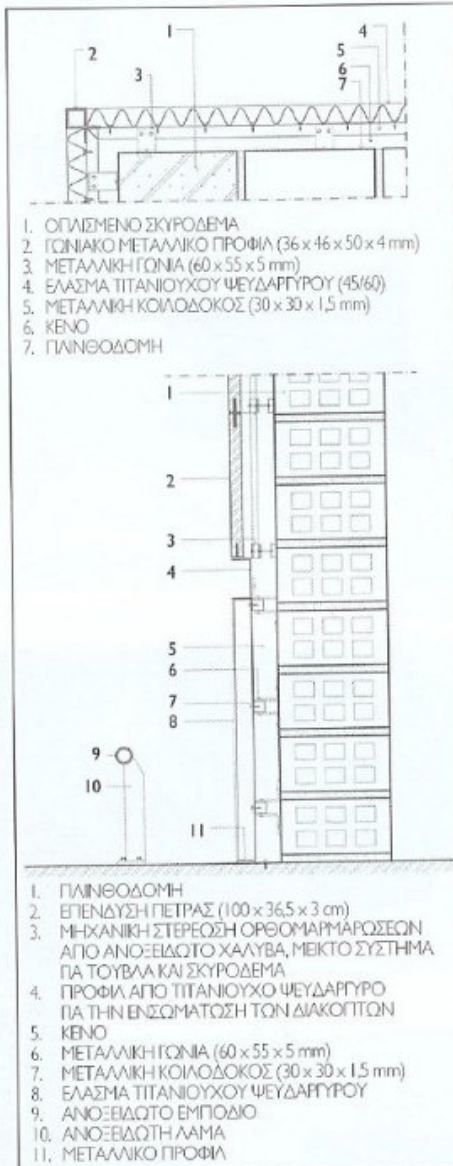 1
4
2
3
5
6
7
1. ΟΠΛΙΣΜΕΝΟ ΣΚΥΡΟΔΕΜΑ
2. ΓΩΝΙΑΚΟ ΜΕΤΑΛΛΙΚΟ ΠΡΟΦΙΛ (36 x 46 x 50 x 4 mm)
3. ΜΕΤΑΛΛΙΚΗ ΓΩΝΙΑ (60 x 55 x 5 mm)
4. ΕΛΑΣΜΑ ΤΙΤΑΝΙΟΥΧΟΥ ΨΕΥΔΑΡΓΥΡΟΥ (45/60)
5. ΜΕΤΑΛΛΙΚΗ ΚΟΙΛΟΔΟΚΟΣ (30 x 30 x 1,5 mm)
6. ΚΕΝΟ
7. ΠΛΙΝΘΟΔΟΜΗ
1
2
3
4
5
6
7
8
9
10
11
1. ΠΛΙΝΘΟΔΟΜΗ
2. ΕΠΕΝΔΥΣΗ ΠΕΤΡΑΣ (100 x 36,5 x 3 cm)
3. ΜΗΧΑΝΙΚΗ ΣΤΕΡΕΩΣΗ ΟΡΘΟΜΑΡΜΑΡΩΣΕΩΝ
ΑΠΟ ΑΝΟΞΕΙΔΩΤΟ ΧΑΛΥΒΑ, ΜΕΙΚΤΟ ΣΥΣΤΗΜΑ
ΓΙΑ ΤΟΥΒΛΑ ΚΑΙ ΣΚΥΡΟΔΕΜΑ
4. ΠΡΟΦΙΛ ΑΠΟ ΤΙΤΑΝΙΟΥΧΟ ΨΕΥΔΑΡΓΥΡΟ
ΓΙΑ ΤΗΝ ΕΝΣΩΜΑΤΩΣΗ ΤΩΝ ΔΙΑΚΟΠΤΩΝ
5. ΚΕΝΟ
6. ΜΕΤΑΛΛΙΚΗ ΓΩΝΙΑ (60 x 55 x 5 mm)
7. ΜΕΤΑΛΛΙΚΗ ΚΟΙΛΟΔΟΚΟΣ (30 x 30 x 1,5 mm)
8. ΕΛΑΣΜΑ ΤΙΤΑΝΙΟΥΧΟΥ ΨΕΥΔΑΡΓΥΡΟΥ
9. ΑΝΟΞΕΙΔΩΤΟ ΕΜΠΟΔΙΟ
10. ΑΝΟΞΕΙΔΩΤΗ ΛΑΜΑ
11. ΜΕΤΑΛΛΙΚΟ ΠΡΟΦΙΛ